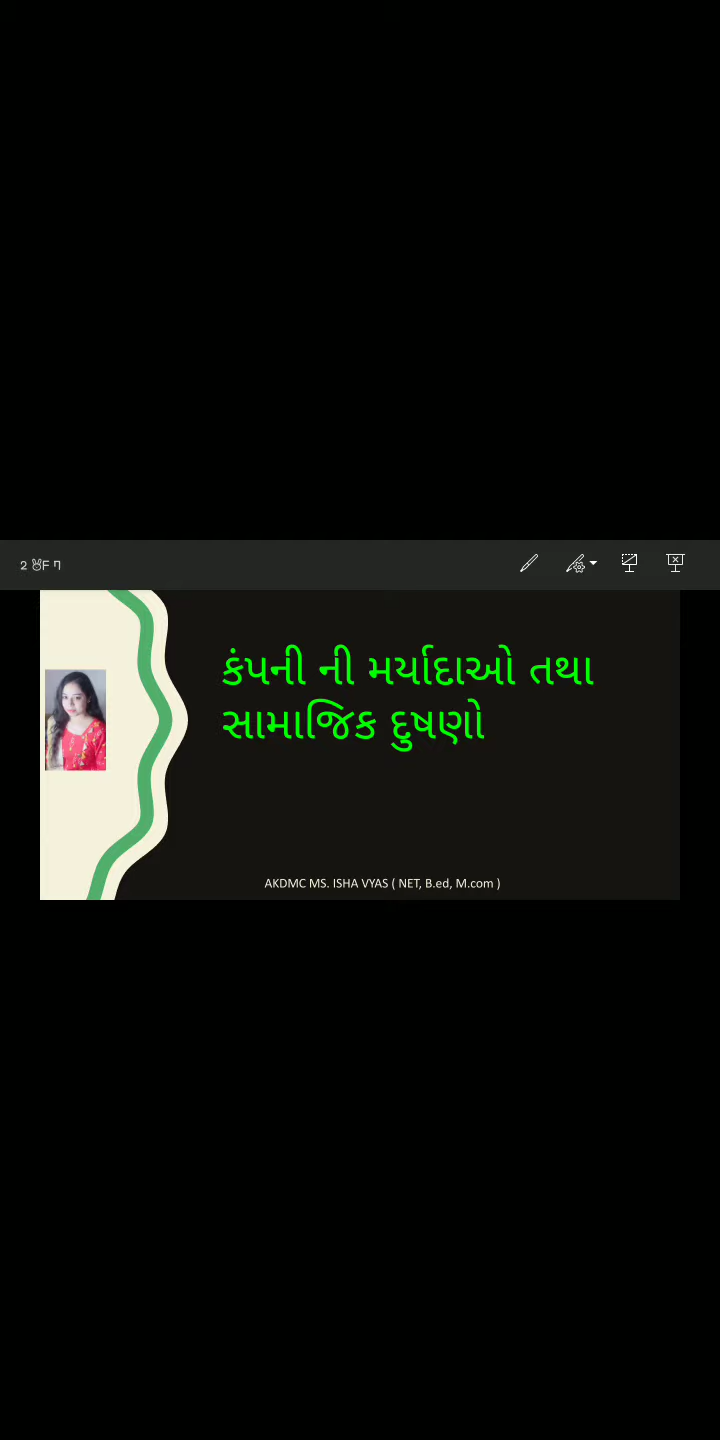 કંપની ની મર્યાદાઓ તથા
સામાજિક દુષણો
AKDMC MS. ISHA VYAS ( NET, B.ed, M.com )